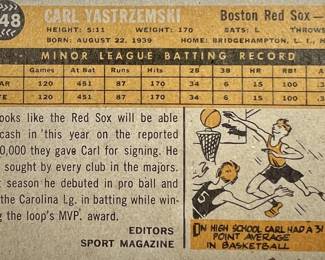 48 CARL YASTRZEMSKI Boston Red Sox—
HEIGHT: 5:11 WEIGHT: 170 BATS: L THROWS
BORN: AUGUST 22, 1939 HOME: BRIDGEHAMPTON, L. I.,
MINOR LEAGUE BATTING RECORD
Games At Bat Runs Hits 2B 3B HR RBI
AR 120 451 87 170 34 6 15 100
TE 120 451 87 170 34 6 15 100
ooks like the Red Sox will be able
cash in 'this year on the reported
0,000 they gave Carl for signing. He
sought by every club in the majors.
t season he debuted in pro ball and
the Carolina Lg. in batting while win-
ng the loop's MVP. award.
EDITORS
SPORT MAGAZINE
5
IN HIGH SCHOOL CARL HAD A 31
POINT AVERAGE
IN BASKETBALL